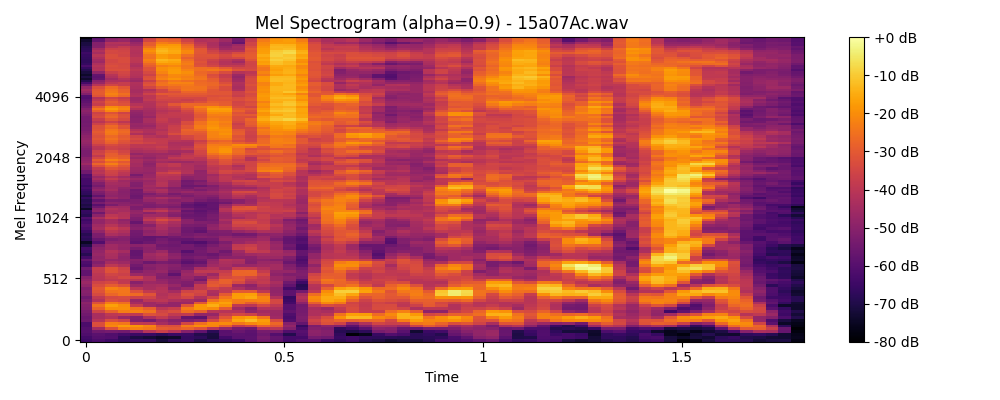 Mel Spectrogram (alpha=0.9) - 15a07Ac.wav
Mel Frequency
4096
2048
1024
512
0
0
0.5
1
1.5
Time
+0 dB
-10 dB
-20 dB
-30 dB
-40 dB
-50 dB
-60 dB
-70 dB
-80 dB